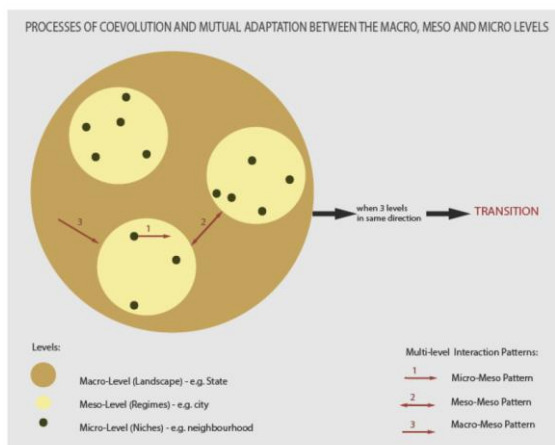 PROCESSES OF COEVOLUTION AND MUTUAL ADAPTATION BETWEEN THE MACRO, MESO AND MICRO LEVELS
3
1
2
when 3 levels
in same direction
TRANSITION
Levels:
Macro-Level (Landscape) - e.g. State
Meso-Level (Regimes) - e.g. city
Micro-Level (Niches) - e.g. neighbourhood
Multi-level Interaction Patterns:
1
Micro-Meso Pattern
2
Meso-Meso Pattern
3
Macro-Meso Pattern